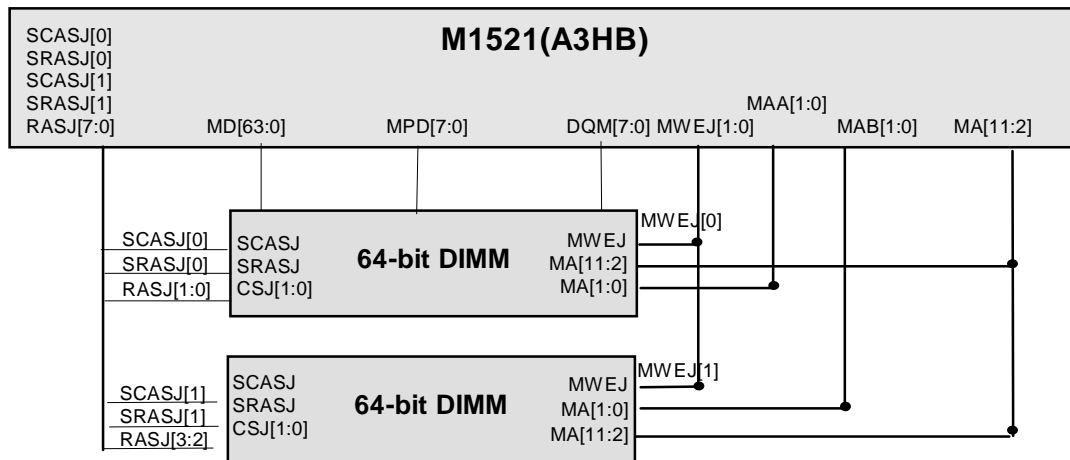 M1521(A3HB)
SCASJ[0]
SRASJ[0]
SCASJ[1]
SRASJ[1]
RASJ[7:0]
MD[63:0]
MPD[7:0]
DQM[7:0]
MWEJ[1:0]
MAA[1:0]
MAB[1:0]
MA[11:2]
SCASJ[0]
SRASJ[0]
RASJ[1:0]
SCASJ
SRASJ
CSJ[1:0]
64-bit DIMM
MWEJ
MA[11:2]
MA[1:0]
MWEJ[0]
SCASJ[1]
SRASJ[1]
RASJ[3:2]
SCASJ
SRASJ
CSJ[1:0]
64-bit DIMM
MWEJ
MA[1:0]
MA[11:2]
MWEJ[1]